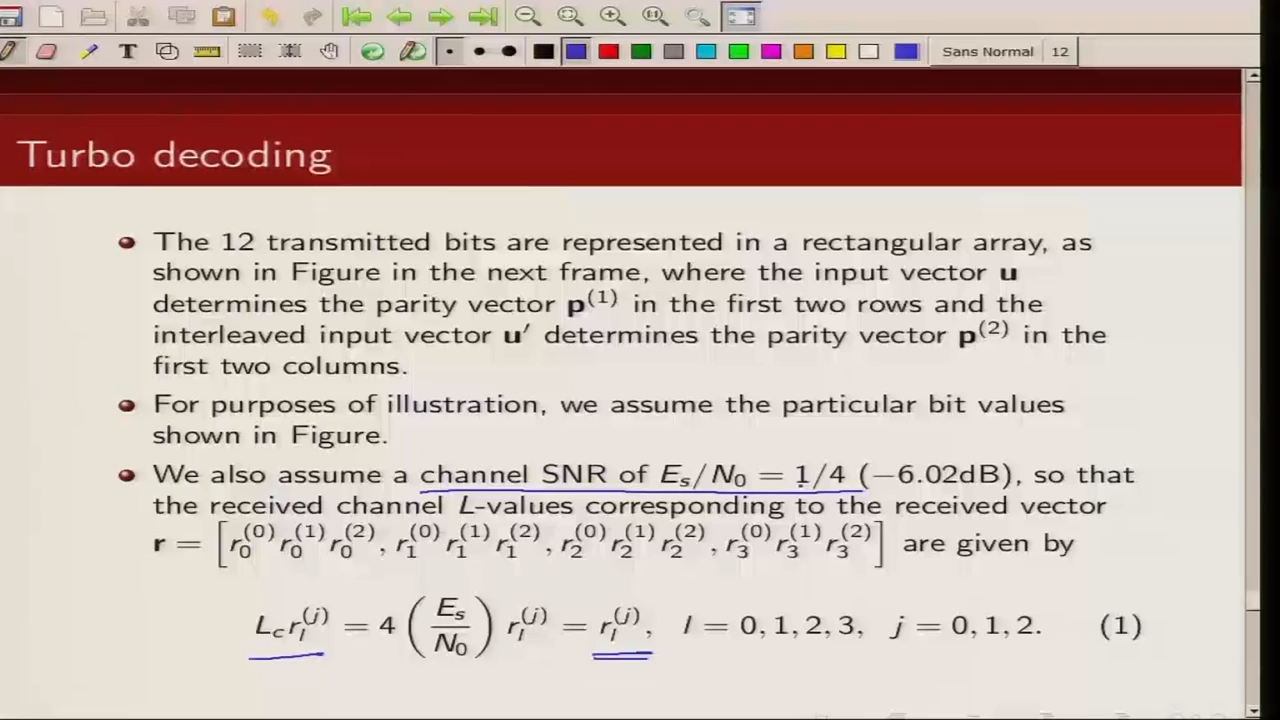 Sans Normal 12
Turbo decoding
The 12 transmitted bits are represented in a rectangular array, as
shown in Figure in the next frame, where the input vector u
determines the parity vector p^(1) in the first two rows and the
interleaved input vector u′ determines the parity vector p^(2) in the
first two columns.
For purposes of illustration, we assume the particular bit values
shown in Figure.
We also assume a channel SNR of E_s/N_0 = 1/4 (−6.02dB), so that
the received channel L-values corresponding to the received vector
r = [r_0^(0) r_0^(1) r_0^(2), r_1^(0) r_1^(1) r_1^(2), r_2^(0) r_2^(1) r_2^(2), r_3^(0) r_3^(1) r_3^(2)] are given by
L_c r_l^(j) = 4 (E_s/N_0) r_l^(j) = r_l^(j), l = 0, 1, 2, 3, j = 0, 1, 2. (1)